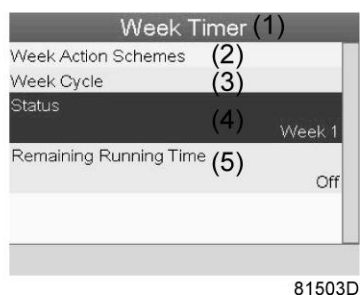 Week Timer (1)
Week Action Schemes (2)
Week Cycle (3)
Status
(4)
Week 1
Remaining Running Time (5)
Off
81503D